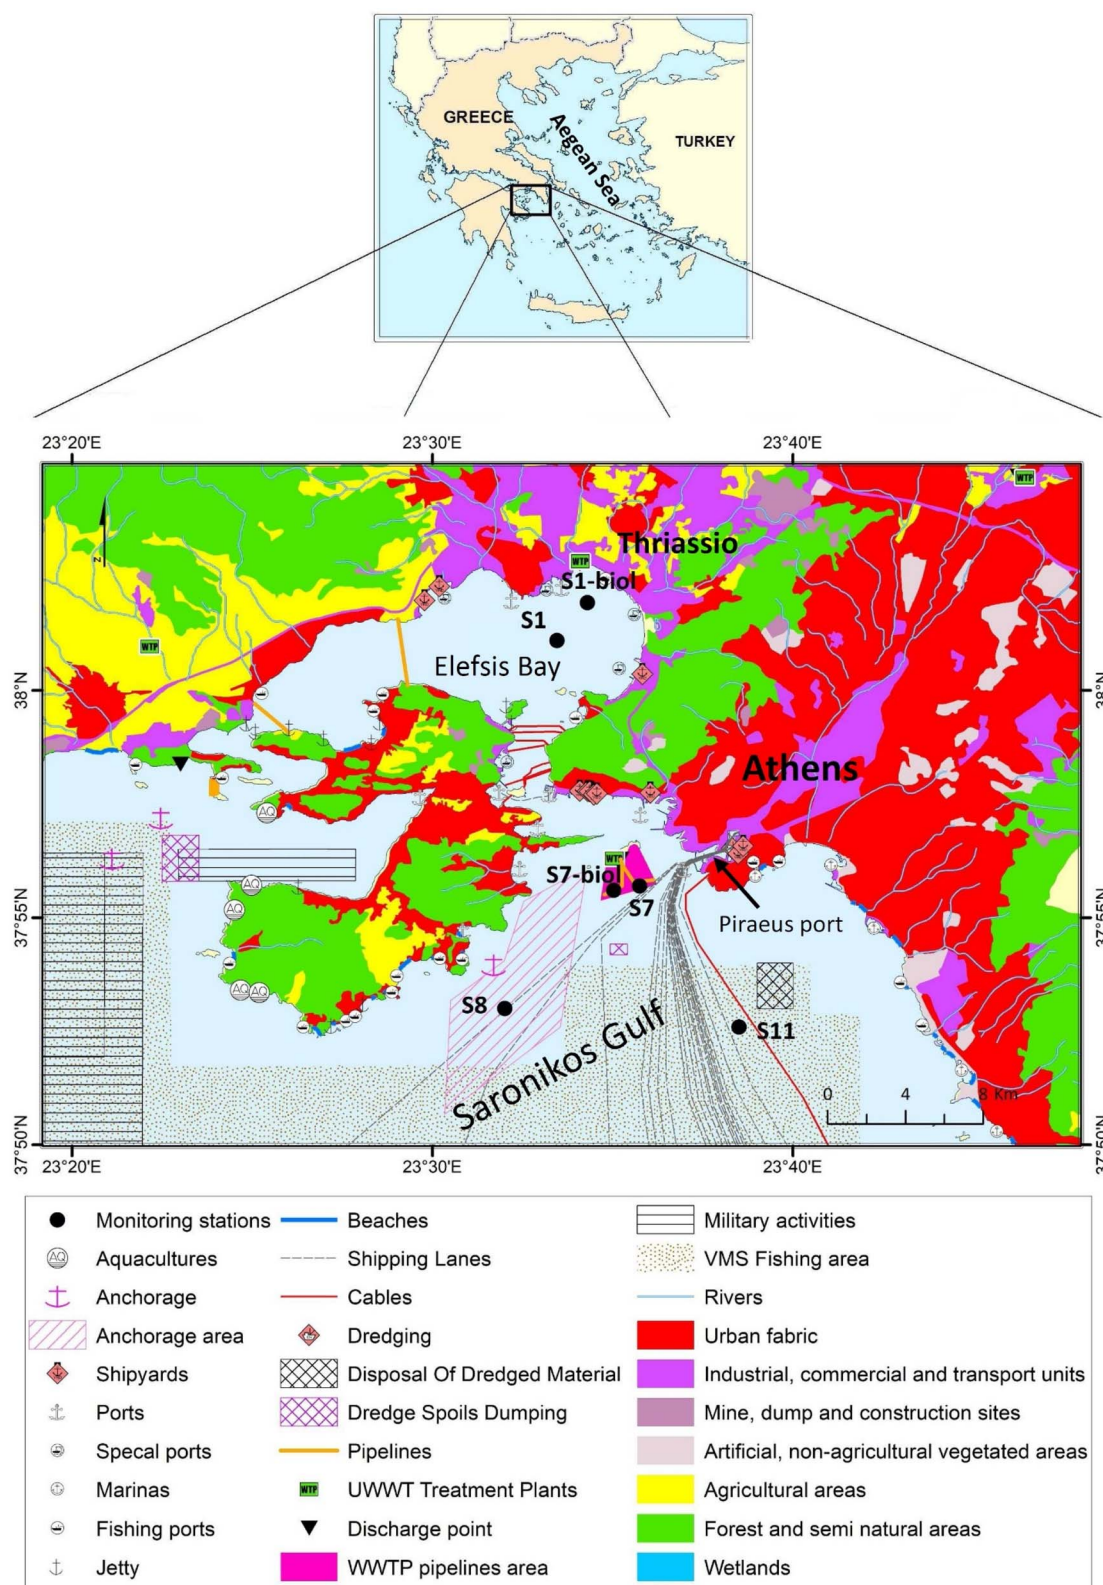 GREECE
Aegean Sea
TURKEY
23°20'E 23°30'E 23°40'E
WTP
Thriassio
WTP
S1-biol
S1
WTP
Elefsis Bay
38°N 38°N
Athens
AQ
WTP
S7-biol
S7
AQ
Piraeus port
37°55'N 37°55'N
AQ
S8
AQ AQ
S11
Saronikos Gulf
0 4 8 Km
37°50'N 37°50'N
23°20'E 23°30'E 23°40'E
Monitoring stations Beaches Military activities
AQ Aquacultures Shipping Lanes VMS Fishing area
Anchorage Cables Rivers
Anchorage area Dredging Urban fabric
Shipyards Disposal Of Dredged Material Industrial, commercial and transport units
Ports Dredge Spoils Dumping Mine, dump and construction sites
Specal ports Pipelines Artificial, non-agricultural vegetated areas
Marinas WTP UWWT Treatment Plants Agricultural areas
Fishing ports Discharge point Forest and semi natural areas
Jetty WWTP pipelines area Wetlands